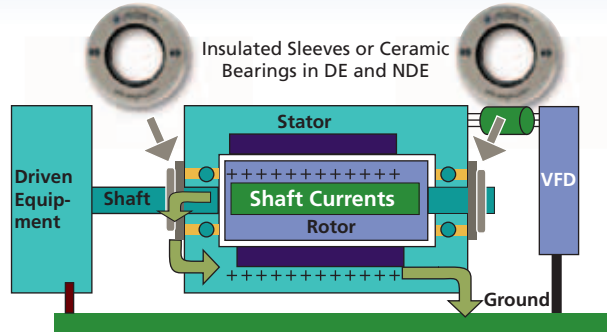 Insulated Sleeves or Ceramic
Bearings in DE and NDE
Stator
Driven
Equip-
ment
Shaft
+ + + + + + + + + + + +
Shaft Currents
Rotor
+ + + + + + + + + + + +
VFD
Ground